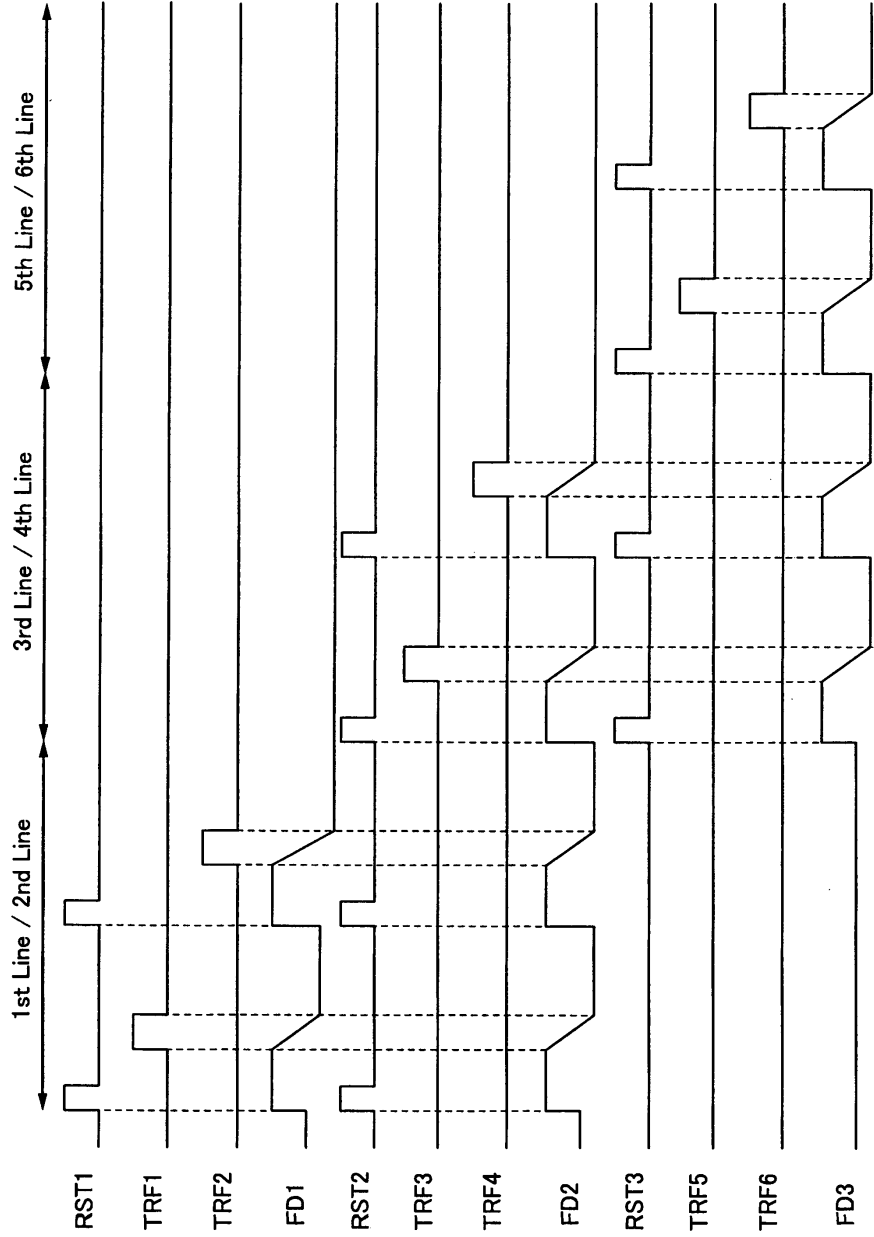 1st Line / 2nd Line
3rd Line / 4th Line
5th Line / 6th Line
RST1
TRF1
TRF2
FD1
RST2
TRF3
TRF4
FD2
RST3
TRF5
TRF6
FD3